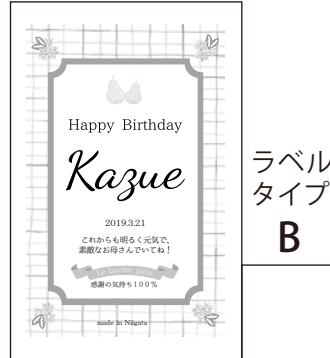 Happy Birthday
Kazue
2019.3.21
これからも明るく元気で、
素敵なお母さんでいてね！
Le Lectier juice
感謝の気持ち１００％
made in Niigata
ラベル
タイプ
B